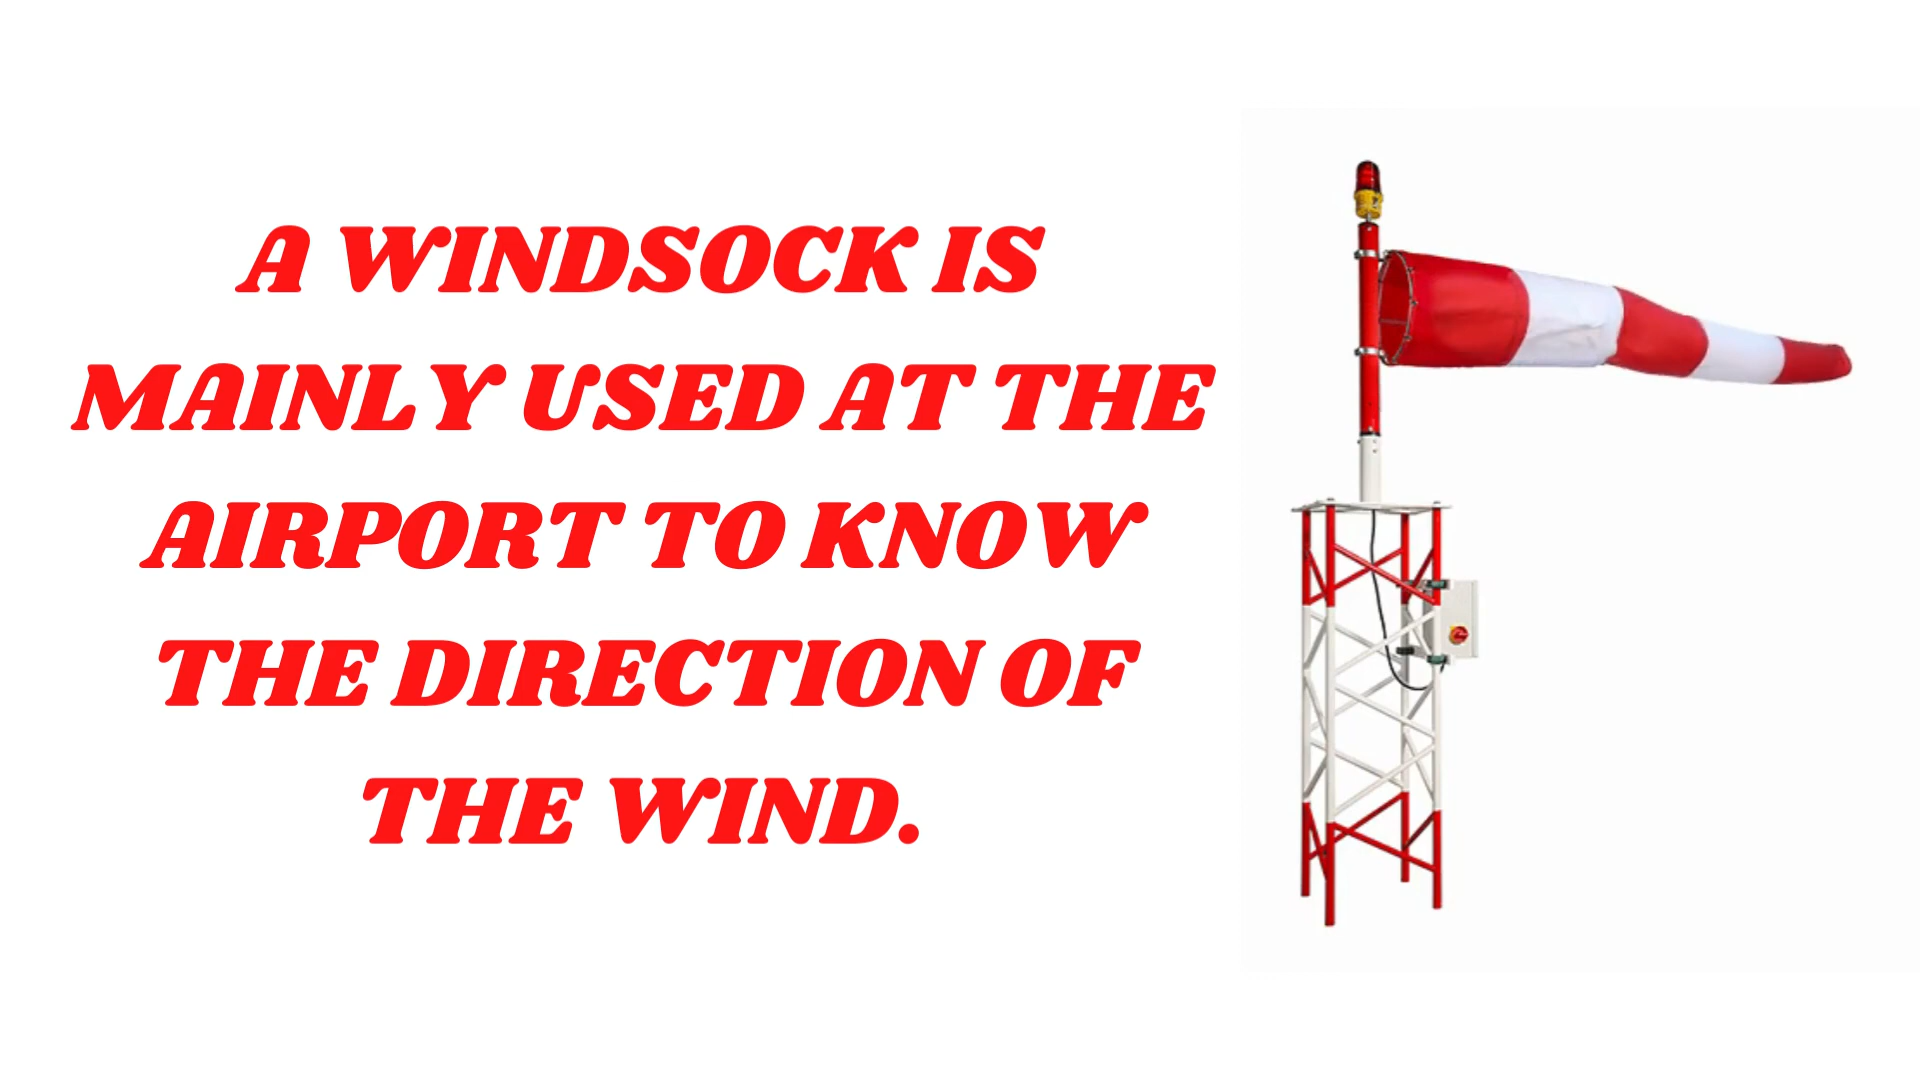 A WINDSOCK IS
MAINLY USED AT THE
AIRPORT TO KNOW
THE DIRECTION OF
THE WIND.